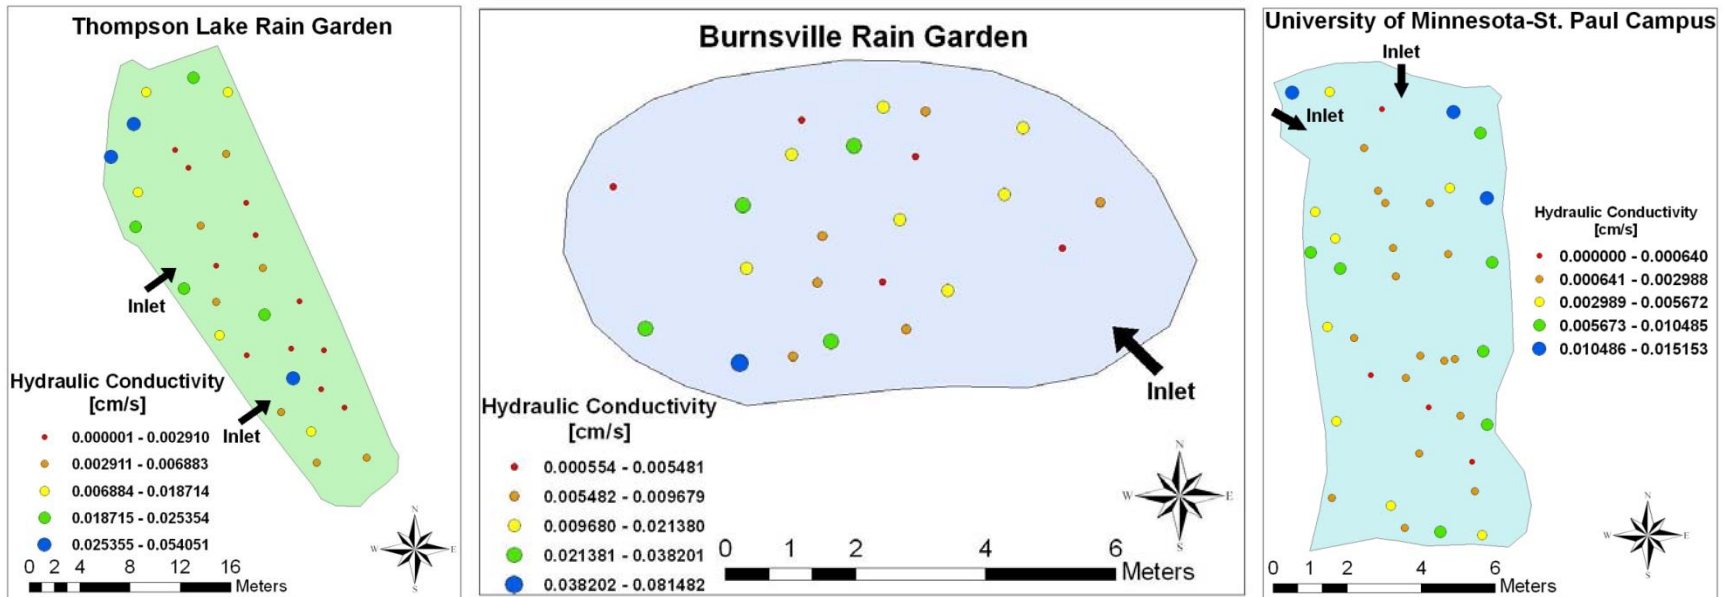 Thompson Lake Rain Garden
Inlet
Inlet
Hydraulic Conductivity
[cm/s]
0.000001 - 0.002910
0.002911 - 0.006883
0.006884 - 0.018714
0.018715 - 0.025354
0.025355 - 0.054051
N
W E
S
0 2 4 8 12 16
Meters
Burnsville Rain Garden
Inlet
Hydraulic Conductivity
[cm/s]
0.000554 - 0.005481
0.005482 - 0.009679
0.009680 - 0.021380
0.021381 - 0.038201
0.038202 - 0.081482
N
W E
S
0 1 2 4 6
Meters
University of Minnesota-St. Paul Campus
Inlet
Inlet
Hydraulic Conductivity
[cm/s]
0.000000 - 0.000640
0.000641 - 0.002988
0.002989 - 0.005672
0.005673 - 0.010485
0.010486 - 0.015153
N
W E
S
0 1 2 4 6
Meters